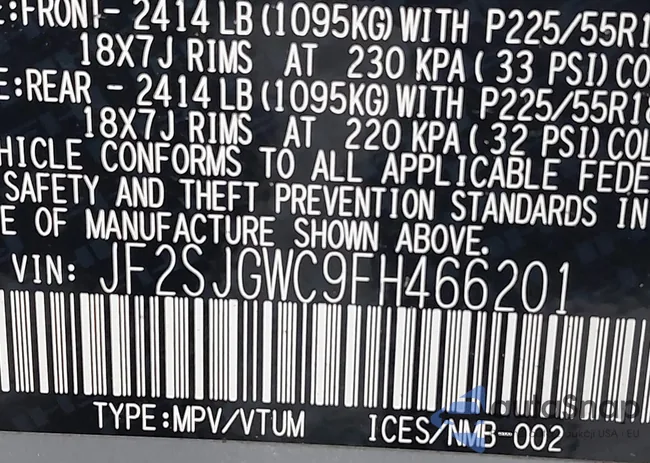 E:FRONT- 2414 LB (1095KG) WITH P225/55R1
18X7J RIMS AT 230 KPA ( 33 PSI) CO
E:REAR - 2414 LB (1095KG) WITH P225/55R18
18X7J RIMS AT 220 KPA ( 32 PSI) COL
HICLE CONFORMS TO ALL APPLICABLE FEDE
SAFETY AND THEFT PREVENTION STANDARDS IN
E OF MANUFACTURE SHOWN ABOVE.
VIN: JF2SJGWC9FH466201
TYPE:MPV/VTUM ICES/NMB-002
aulaSnap